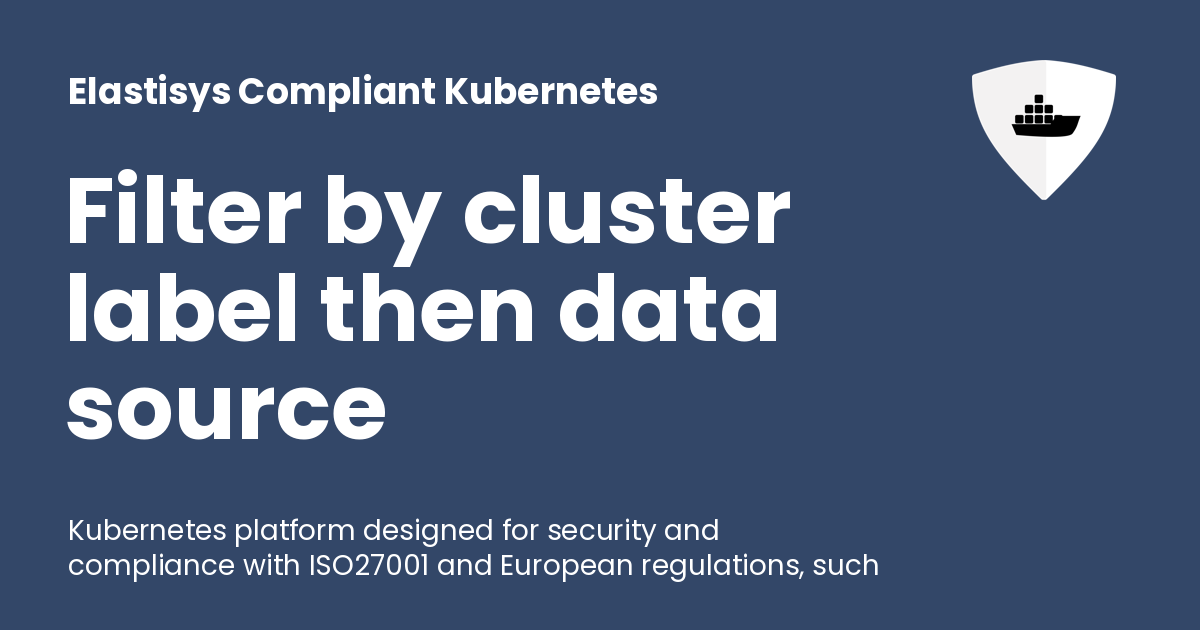 Elastisys Compliant Kubernetes
Filter by cluster
label then data
source
Kubernetes platform designed for security and
compliance with ISO27001 and European regulations, such